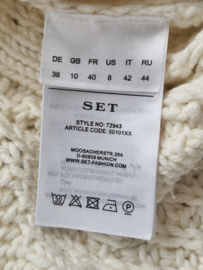 DE GB FR US IT RU
38 10 40 8 42 44
SET
STYLE NO.: 72943
ARTICLE CODE: 50101XX
MOOSACHERSTR.26A
D-80809 MUNICH
WWW.SET-FASHION.COM